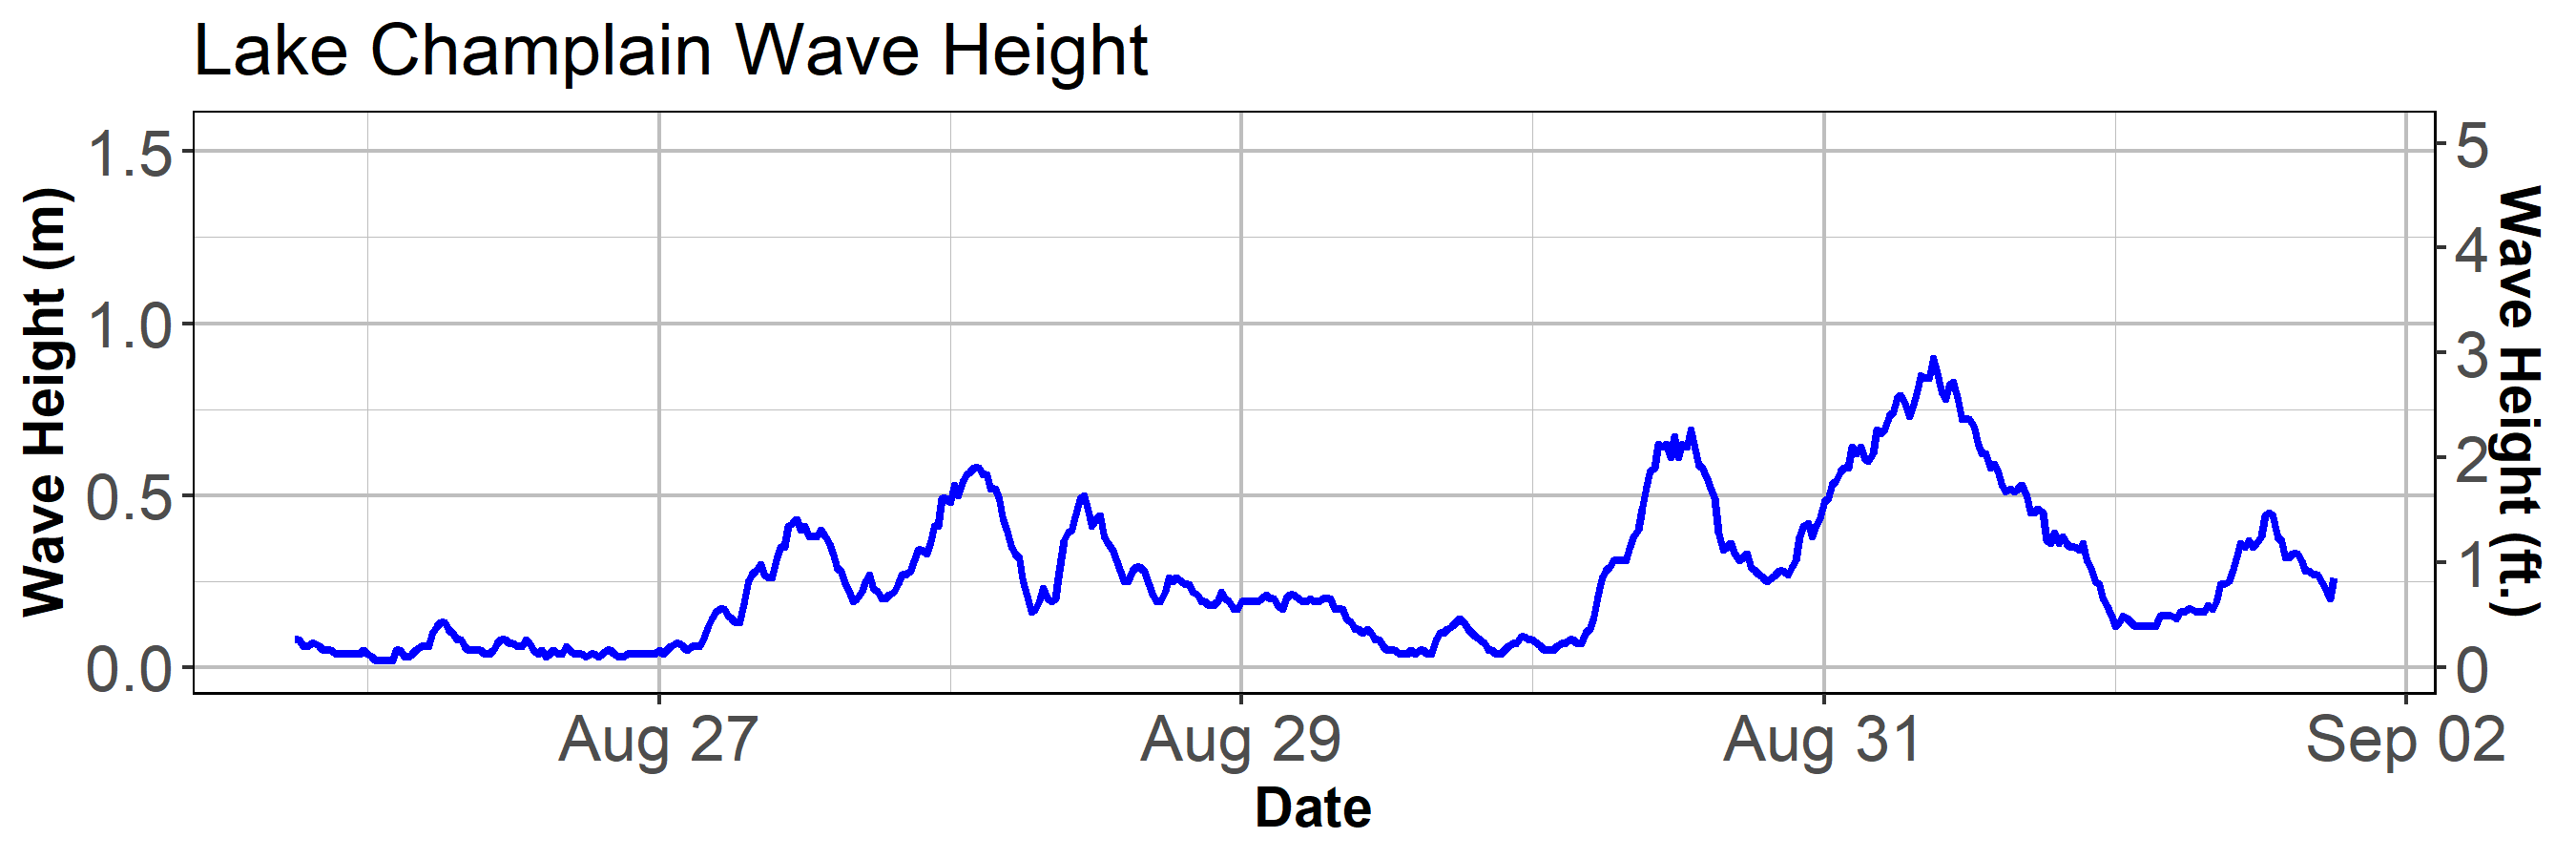 Lake Champlain Wave Height
Wave Height (m)
1.5
1.0
0.5
0.0
5
4
3
2
1
0
Wave Height (ft.)
Aug 27
Aug 29
Aug 31
Sep 02
Date